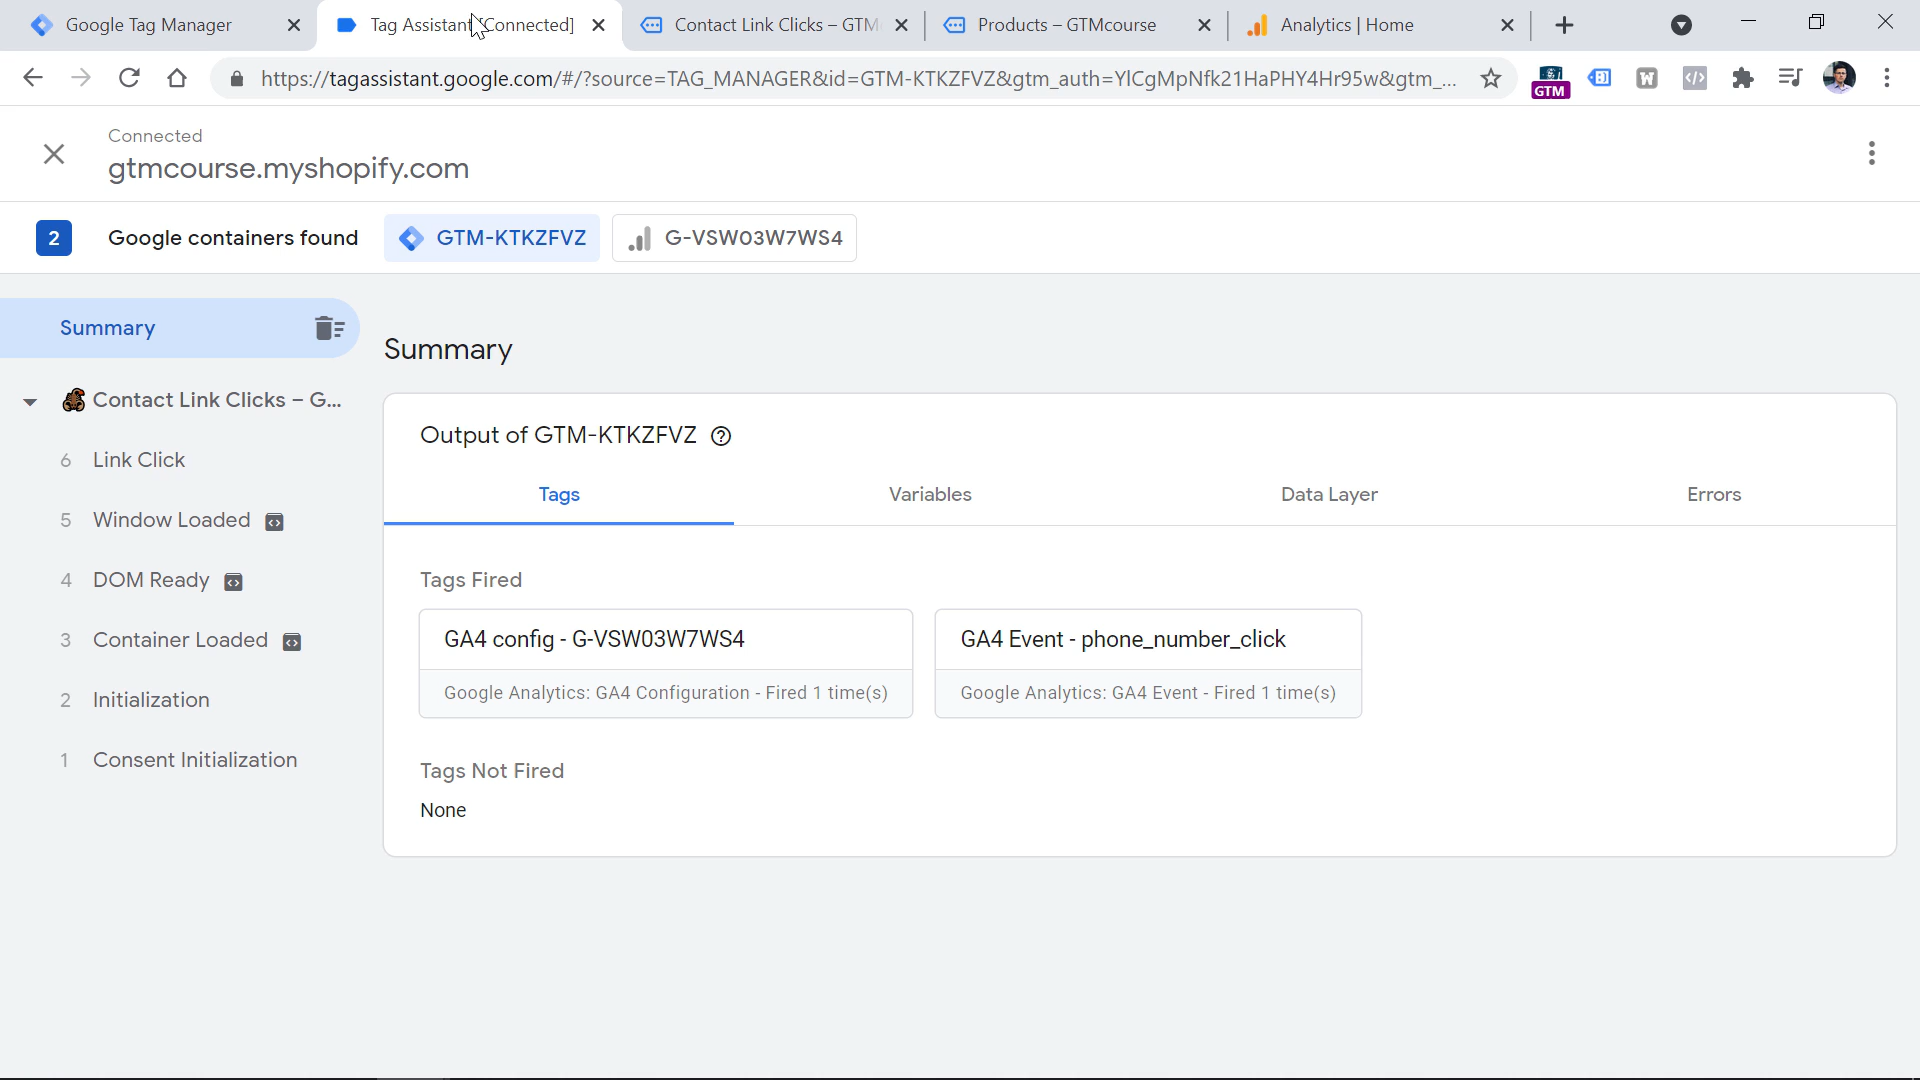 Google Tag Manager
Tag Assistant [Connected]
Contact Link Clicks – GTM
Products – GTMcourse
Analytics | Home
https://tagassistant.google.com/#/?source=TAG_MANAGER&id=GTM-KTKZFVZ&gtm_auth=YlCgMpNfk21HaPHY4Hr95w&gtm_...
GTM
W
Connected
gtmcourse.myshopify.com
2 Google containers found GTM-KTKZFVZ G-VSW03W7WS4
Summary
Contact Link Clicks – G...
6 Link Click
5 Window Loaded
4 DOM Ready
3 Container Loaded
2 Initialization
1 Consent Initialization
Summary
Output of GTM-KTKZFVZ
Tags Variables Data Layer Errors
Tags Fired
GA4 config - G-VSW03W7WS4
Google Analytics: GA4 Configuration - Fired 1 time(s)
GA4 Event - phone_number_click
Google Analytics: GA4 Event - Fired 1 time(s)
Tags Not Fired
None